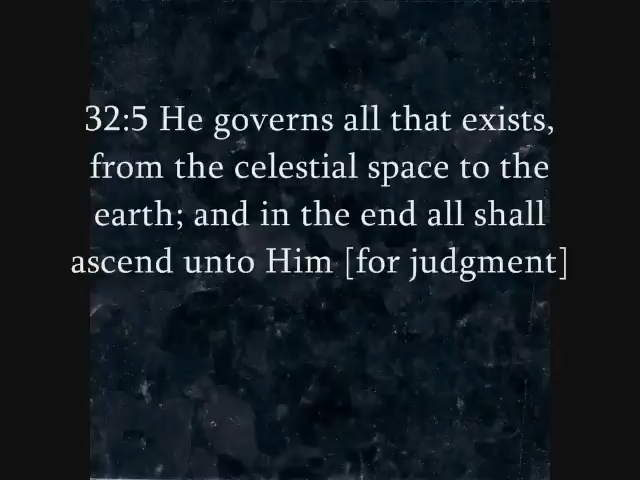 32:5 He governs all that exists,
from the celestial space to the
earth; and in the end all shall
ascend unto Him [for judgment]